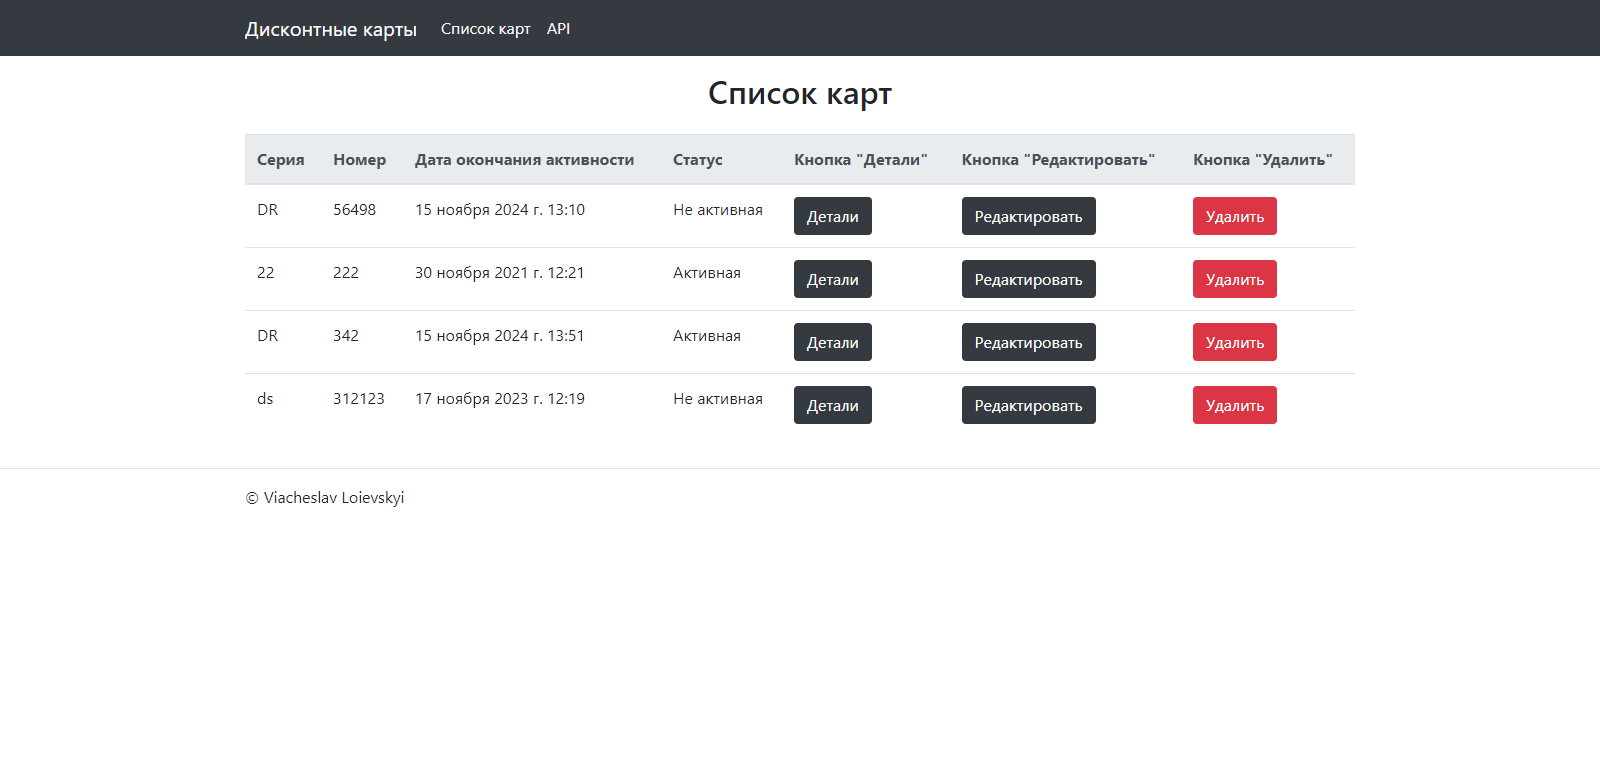 Дисконтные карты Список карт API
Список карт
Серия Номер Дата окончания активности Статус Кнопка "Детали" Кнопка "Редактировать" Кнопка "Удалить"
DR 56498 15 ноября 2024 г. 13:10 Не активная Детали Редактировать Удалить
22 222 30 ноября 2021 г. 12:21 Активная Детали Редактировать Удалить
DR 342 15 ноября 2024 г. 13:51 Активная Детали Редактировать Удалить
ds 312123 17 ноября 2023 г. 12:19 Не активная Детали Редактировать Удалить
© Viacheslav Loievskyi